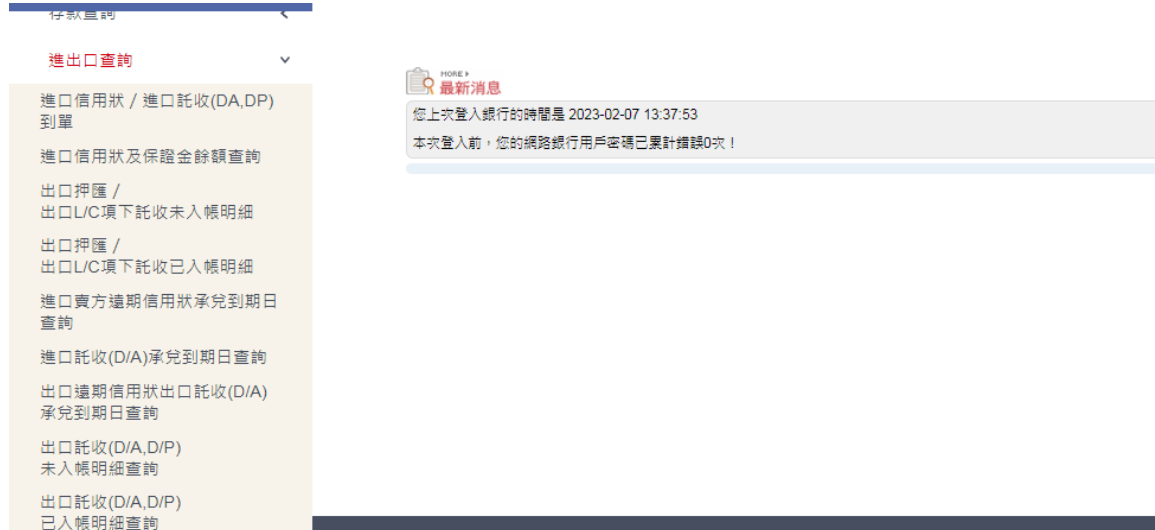 存款查詢
進出口查詢
進口信用狀 / 進口託收(DA,DP)
到單
進口信用狀及保證金餘額查詢
出口押匯 /
出口L/C項下託收未入帳明細
出口押匯 /
出口L/C項下託收已入帳明細
進口賣方遠期信用狀承兌到期日
查詢
進口託收(D/A)承兌到期日查詢
出口遠期信用狀出口託收(D/A)
承兌到期日查詢
出口託收(D/A,D/P)
未入帳明細查詢
出口託收(D/A,D/P)
已入帳明細查詢
MORE
最新消息
您上次登入銀行的時間是 2023-02-07 13:37:53
本次登入前，您的網路銀行用戶密碼已累計錯誤0次！